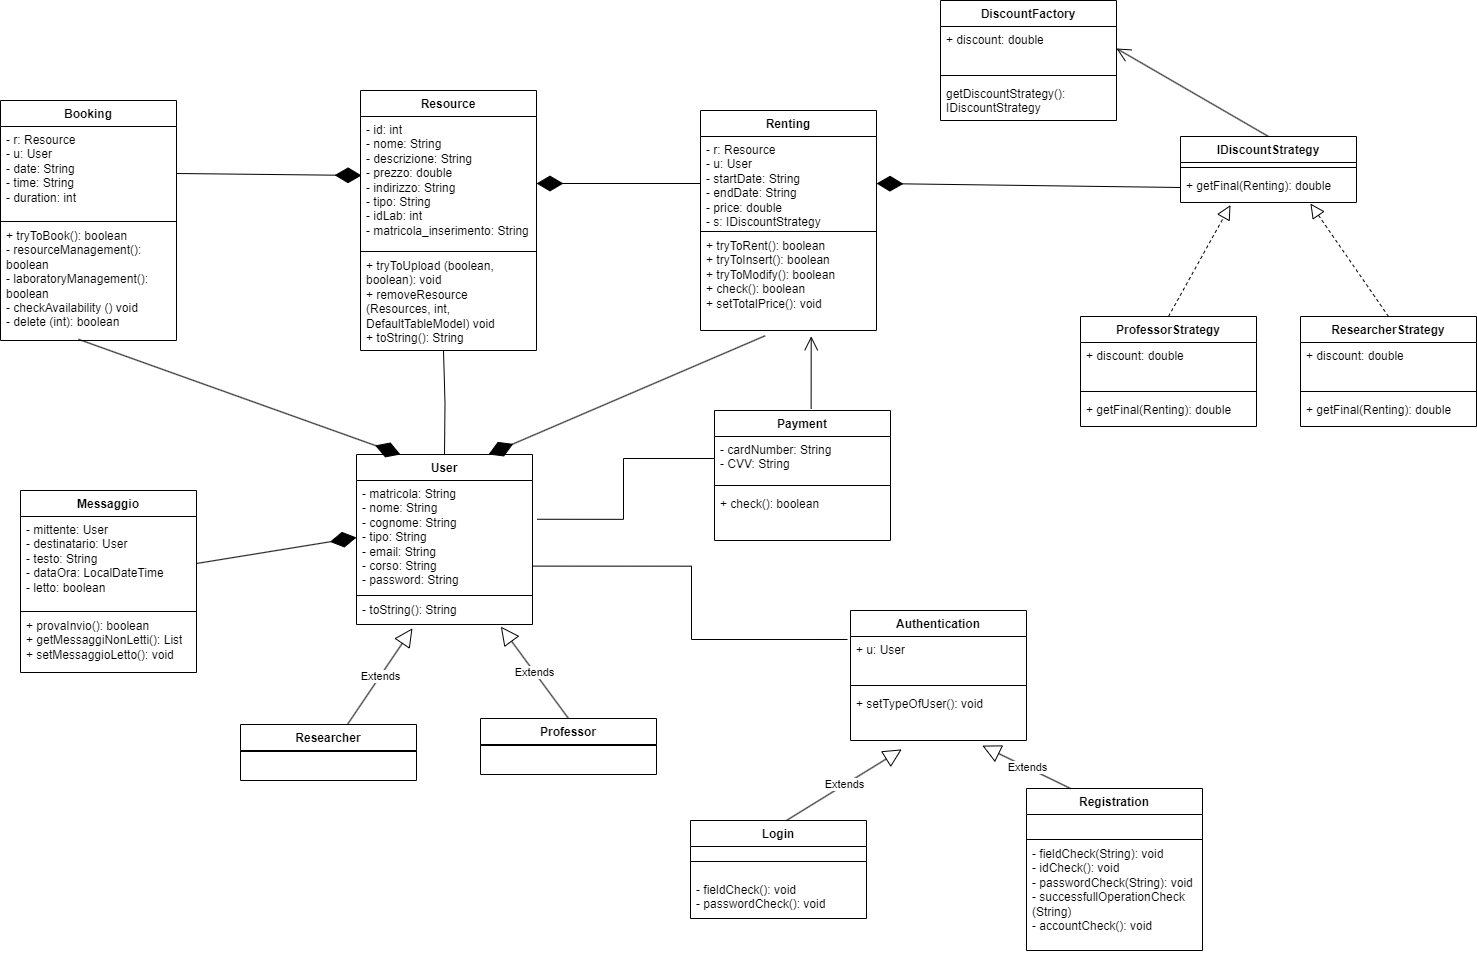 DiscountFactory
+ discount: double
getDiscountStrategy():
IDiscountStrategy
Booking
- r: Resource
- u: User
- date: String
- time: String
- duration: int
+ tryToBook(): boolean
- resourceManagement():
boolean
- laboratoryManagement():
boolean
- checkAvailability () void
- delete (int): boolean
Resource
- id: int
- nome: String
- descrizione: String
- prezzo: double
- indirizzo: String
- tipo: String
- idLab: int
- matricola_inserimento: String
+ tryToUpload (boolean,
boolean): void
+ removeResource
(Resources, int,
DefaultTableModel) void
+ toString(): String
Renting
- r: Resource
- u: User
- startDate: String
- endDate: String
- price: double
- s: IDiscountStrategy
+ tryToRent(): boolean
+ tryToInsert(): boolean
+ tryToModify(): boolean
+ check(): boolean
+ setTotalPrice(): void
IDiscountStrategy
+ getFinal(Renting): double
ProfessorStrategy
+ discount: double
+ getFinal(Renting): double
ResearcherStrategy
+ discount: double
+ getFinal(Renting): double
Payment
- cardNumber: String
- CVV: String
+ check(): boolean
User
- matricola: String
- nome: String
- cognome: String
- tipo: String
- email: String
- corso: String
- password: String
- toString(): String
Messaggio
- mittente: User
- destinatario: User
- testo: String
- dataOra: LocalDateTime
- letto: boolean
+ provaInvio(): boolean
+ getMessaggiNonLetti(): List
+ setMessaggioLetto(): void
Extends
Extends
Researcher
Professor
Authentication
+ u: User
+ setTypeOfUser(): void
Extends
Extends
Login
- fieldCheck(): void
- passwordCheck(): void
Registration
- fieldCheck(String): void
- idCheck(): void
- passwordCheck(String): void
- successfullOperationCheck
(String)
- accountCheck(): void